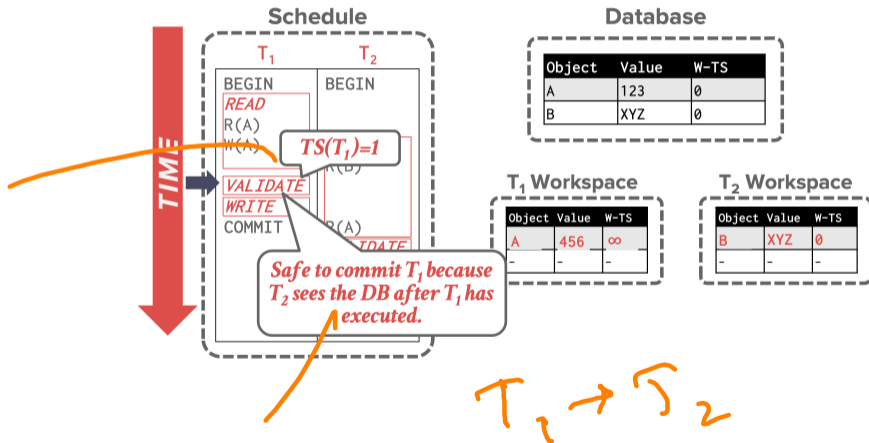 Schedule
T₁ T₂
BEGIN BEGIN
READ
R(A)
W(A)
TS(T₁)=1
R(B)
VALIDATE
WRITE
COMMIT R(A)
Safe to commit T₁ because
T₂ sees the DB after T₁ has
executed.
TIME
Database
Object Value W-TS
A 123 0
B XYZ 0
T₁ Workspace
Object Value W-TS
A 456 ∞
- - -
T₂ Workspace
Object Value W-TS
B XYZ 0
- - -
T₁ → T₂